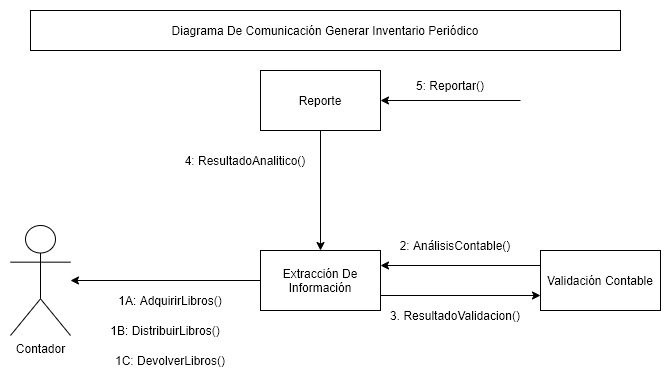 Diagrama De Comunicación Generar Inventario Periódico
Reporte
5: Reportar()
4: ResultadoAnalitico()
Extracción De
Información
2: AnálisisContable()
Validación Contable
3. ResultadoValidacion()
1A: AdquirirLibros()
1B: DistribuirLibros()
1C: DevolverLibros()
Contador